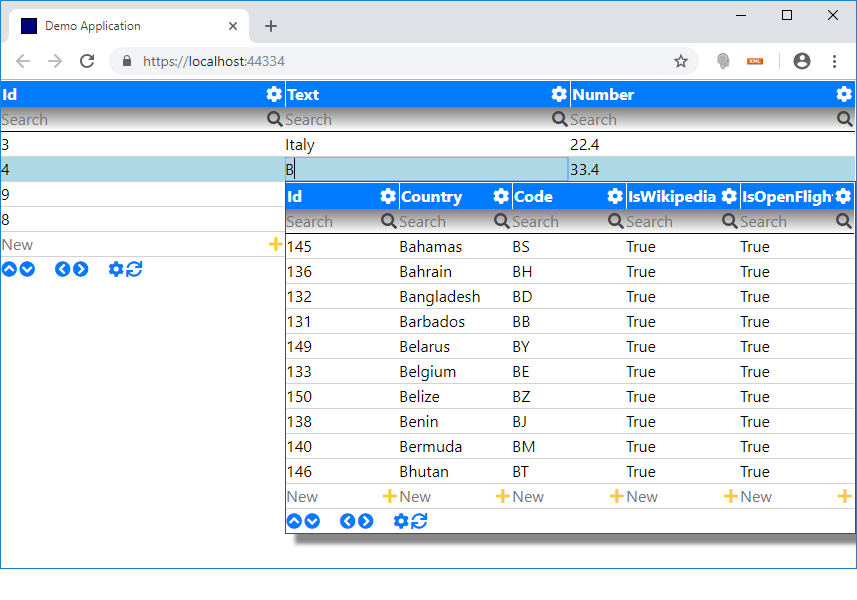 Demo Application
https://localhost:44334
XML
Id Text Number
Search Search Search
3 Italy 22.4
4 B 33.4
9
Id Country Code IsWikipedia IsOpenFligh
8
Search Search Search Search Search
New
145 Bahamas BS True True
136 Bahrain BH True True
132 Bangladesh BD True True
131 Barbados BB True True
149 Belarus BY True True
133 Belgium BE True True
150 Belize BZ True True
138 Benin BJ True True
140 Bermuda BM True True
146 Bhutan BT True True
New New New New New